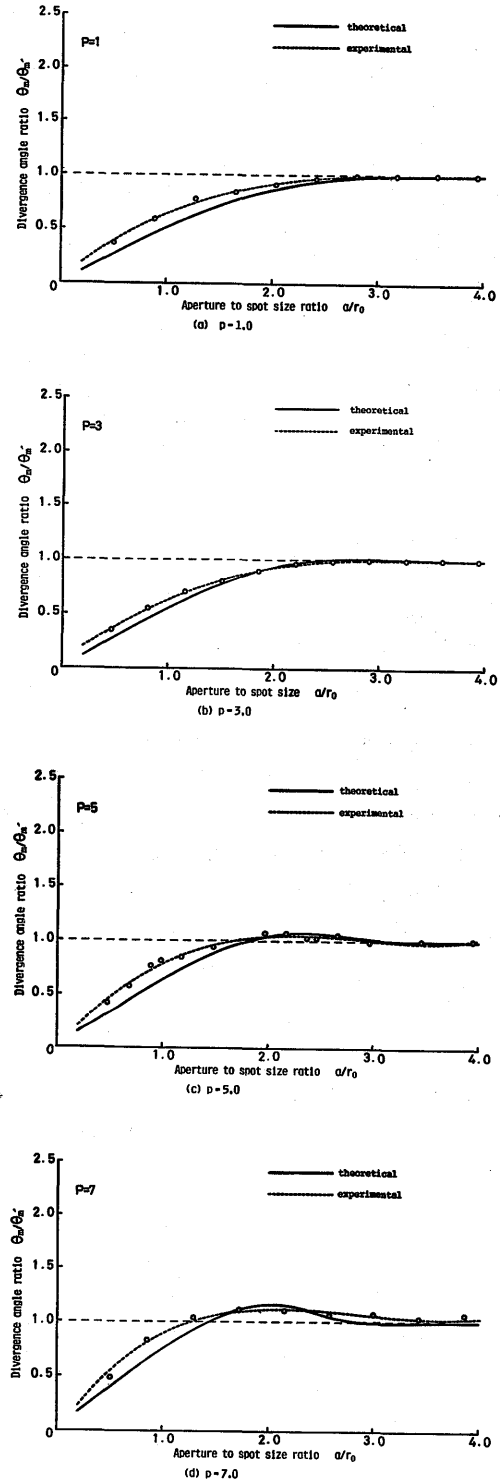 2.5
P=1
theoretical
experimental
2.0
1.5
1.0
0.5
0
Divergence angle ratio θm/θm′
1.0
2.0
3.0
4.0
Aperture to spot size ratio a/r₀
(a) p=1.0
2.5
P=3
theoretical
experimental
2.0
1.5
1.0
0.5
0
Divergence angle ratio θm/θm′
1.0
2.0
3.0
4.0
Aperture to spot size a/r₀
(b) p=3.0
2.5
P=5
theoretical
experimental
2.0
1.5
1.0
0.5
0
Divergence angle ratio θm/θm′
1.0
2.0
3.0
4.0
Aperture to spot size ratio a/r₀
(c) p=5.0
2.5
P=7
theoretical
experimental
2.0
1.5
1.0
0.5
0
Divergence angle ratio θm/θm′
1.0
2.0
3.0
4.0
Aperture to spot size ratio a/r₀
(d) p=7.0